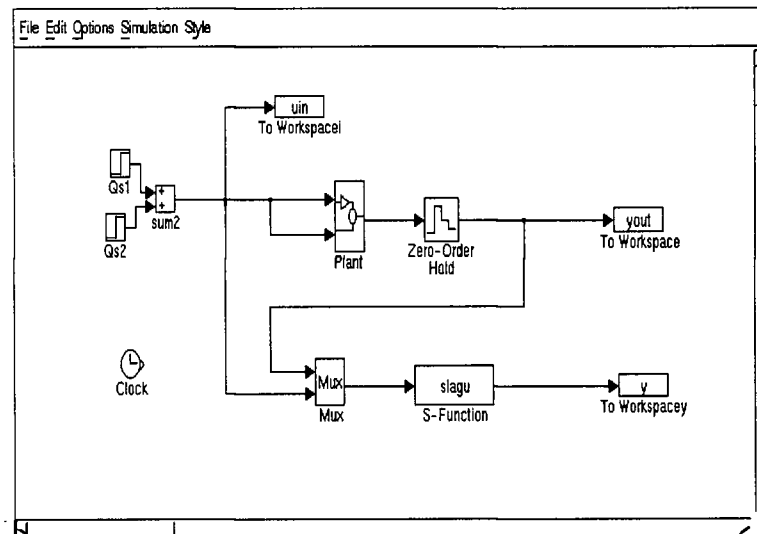 File Edit Options Simulation Style
uin
To Workspacei
Qs1
+
+
sum2
Qs2
Plant
Zero-Order
Hold
yout
To Workspace
Clock
Mux
Mux
slagu
S-Function
y
To Workspacey